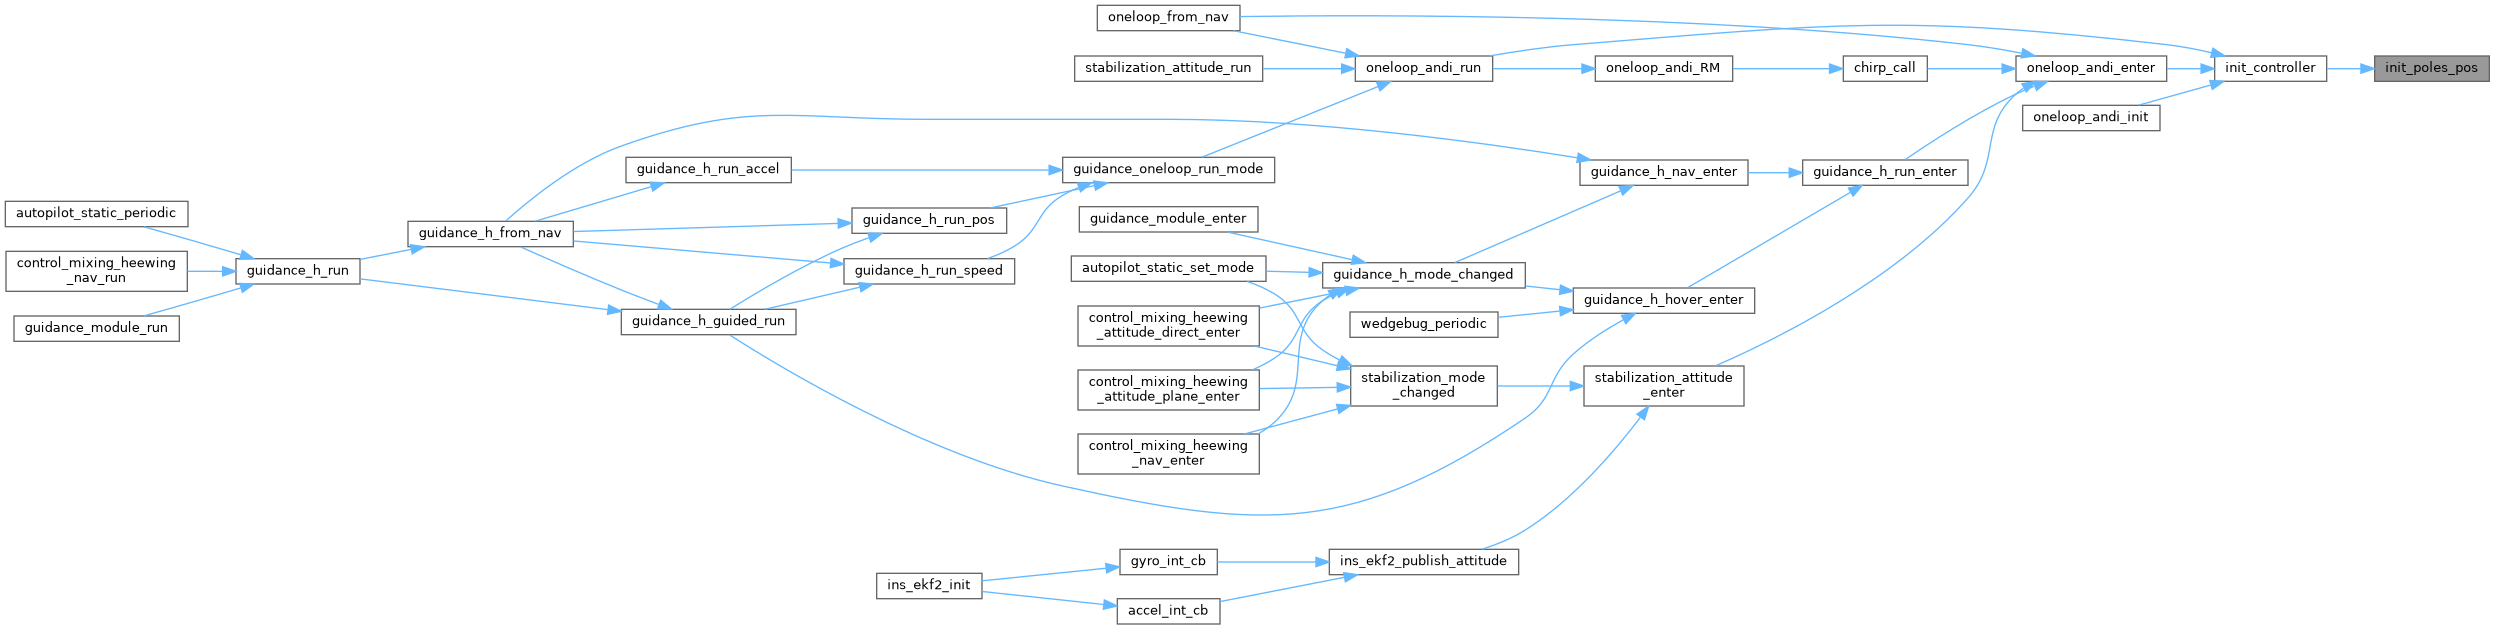 oneloop_from_nav
stabilization_attitude_run
oneloop_andi_run
oneloop_andi_RM
chirp_call
oneloop_andi_enter
init_controller
init_poles_pos
oneloop_andi_init
guidance_h_run_accel
guidance_oneloop_run_mode
guidance_h_nav_enter
guidance_h_run_enter
autopilot_static_periodic
guidance_h_from_nav
guidance_h_run_pos
guidance_module_enter
control_mixing_heewing
_nav_run
guidance_h_run
guidance_h_run_speed
autopilot_static_set_mode
guidance_h_mode_changed
guidance_module_run
guidance_h_guided_run
control_mixing_heewing
_attitude_direct_enter
wedgebug_periodic
guidance_h_hover_enter
control_mixing_heewing
_attitude_plane_enter
stabilization_mode
_changed
stabilization_attitude
_enter
control_mixing_heewing
_nav_enter
ins_ekf2_init
gyro_int_cb
ins_ekf2_publish_attitude
accel_int_cb